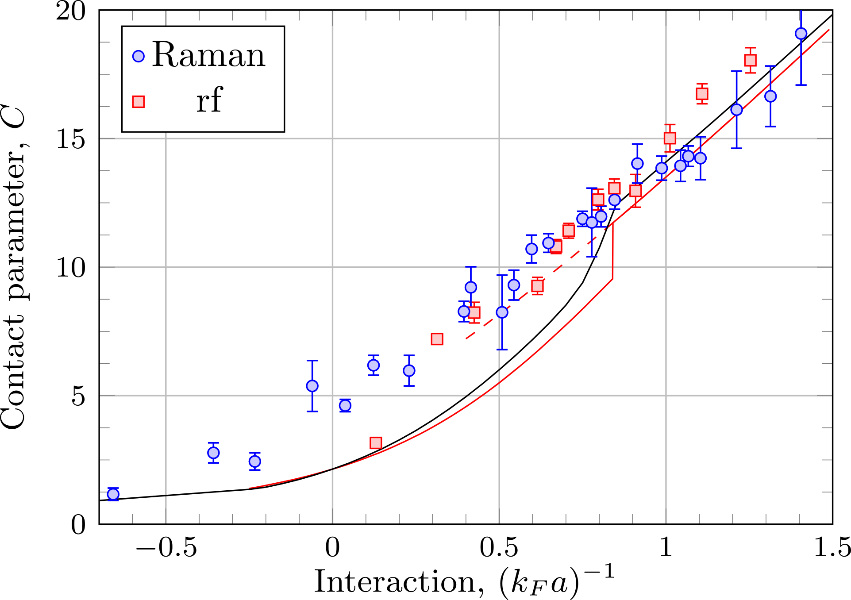 20
15
10
5
0
Contact parameter, C
Raman
rf
−0.5 0 0.5 1 1.5
Interaction, (k_F a)^{−1}